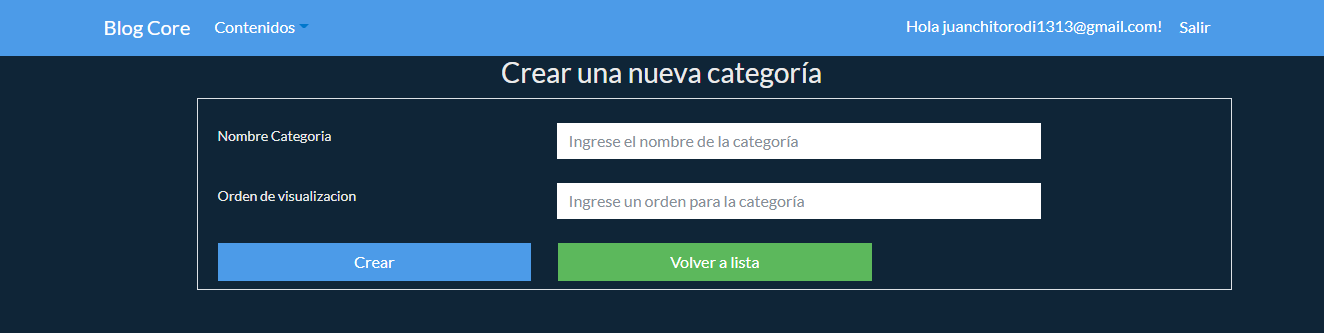 Blog Core Contenidos Hola juanchitorodi1313@gmail.com! Salir
Crear una nueva categoría
Nombre Categoria Ingrese el nombre de la categoría
Orden de visualizacion Ingrese un orden para la categoría
Crear Volver a lista